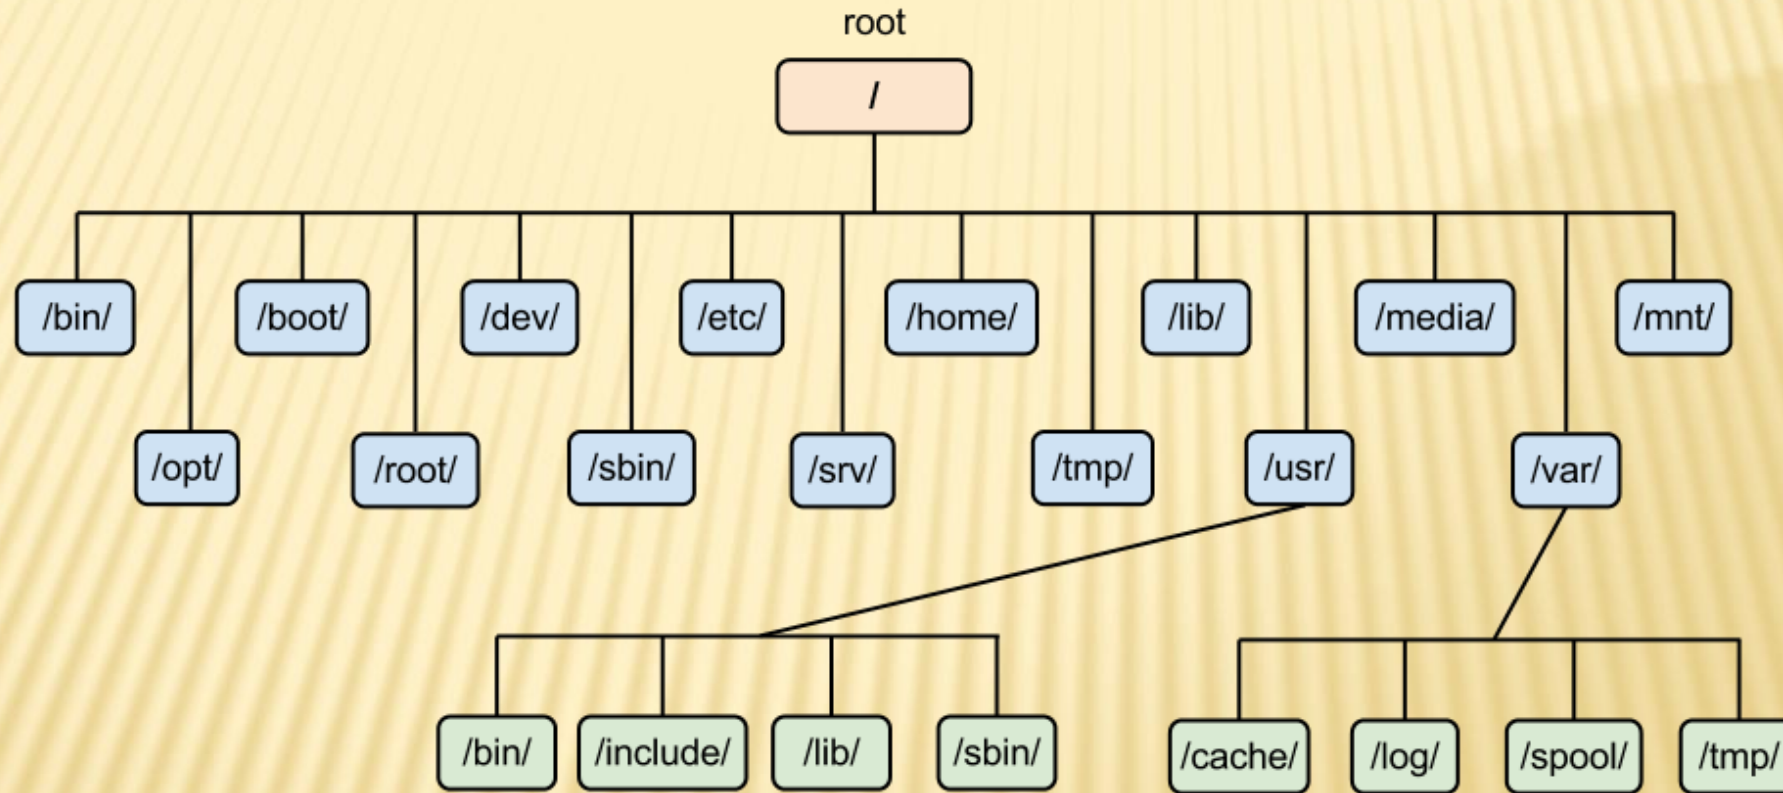 root
/
/bin/ /boot/ /dev/ /etc/ /home/ /lib/ /media/ /mnt/
/opt/ /root/ /sbin/ /srv/ /tmp/ /usr/ /var/
/bin/ /include/ /lib/ /sbin/ /cache/ /log/ /spool/ /tmp/